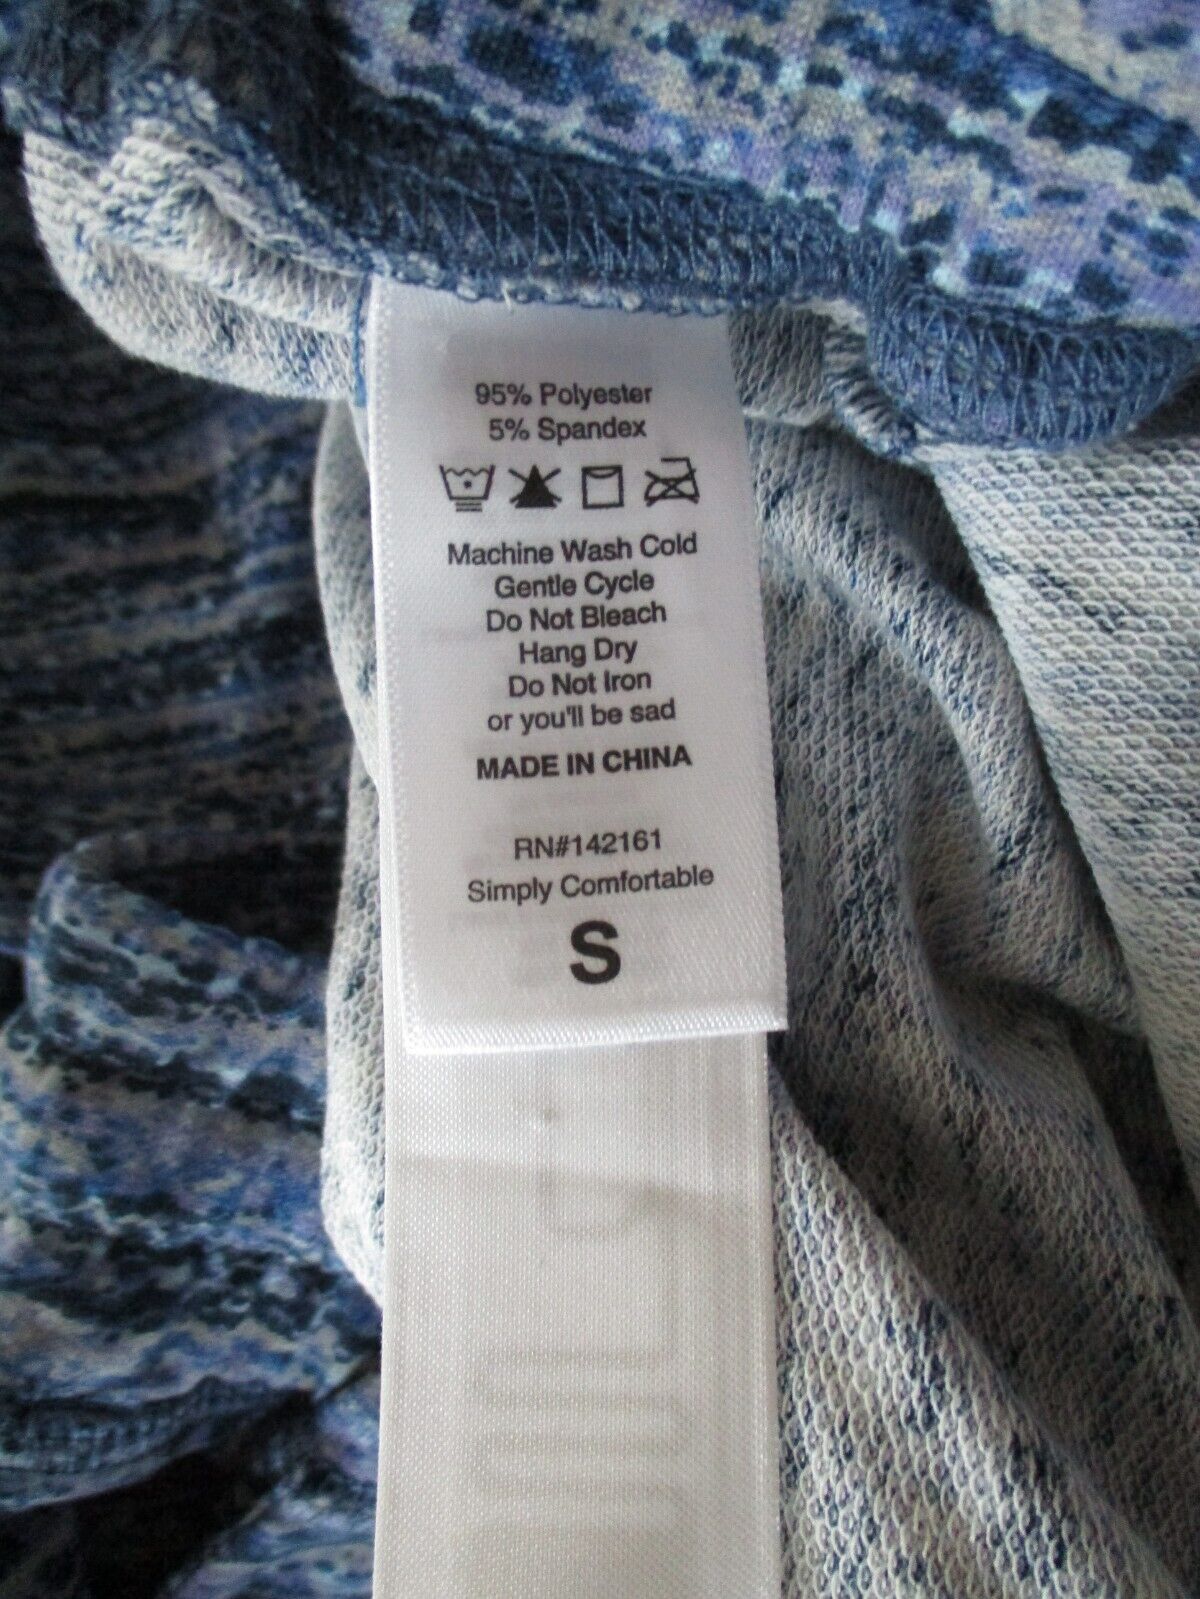 95% Polyester
5% Spandex
Machine Wash Cold
Gentle Cycle
Do Not Bleach
Hang Dry
Do Not Iron
or you'll be sad
MADE IN CHINA
RN#142161
Simply Comfortable
S